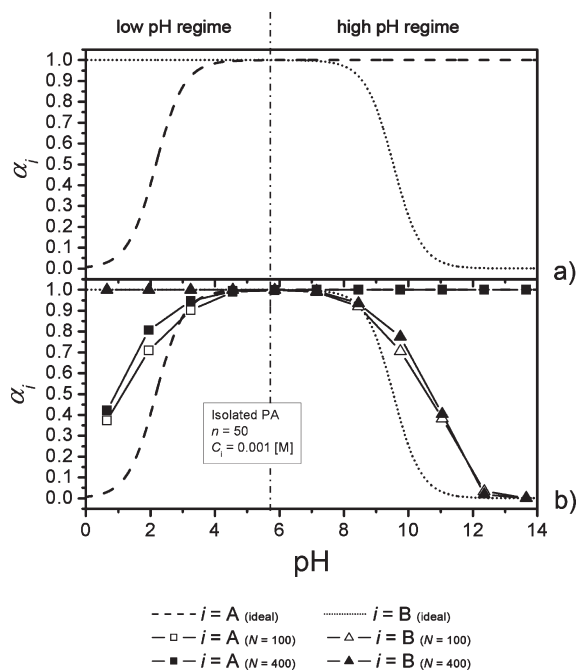 low pH regime high pH regime
1.0
0.9
0.8
0.7
0.6
0.5
0.4
0.3
0.2
0.1
0.0
αi
a)
1.0
0.9
0.8
0.7
0.6
0.5
0.4
0.3
0.2
0.1
0.0
αi
Isolated PA
n = 50
Ci = 0.001 [M]
b)
0 2 4 6 8 10 12 14
pH
i = A (ideal) i = B (ideal)
i = A (N = 100) i = B (N = 100)
i = A (N = 400) i = B (N = 400)